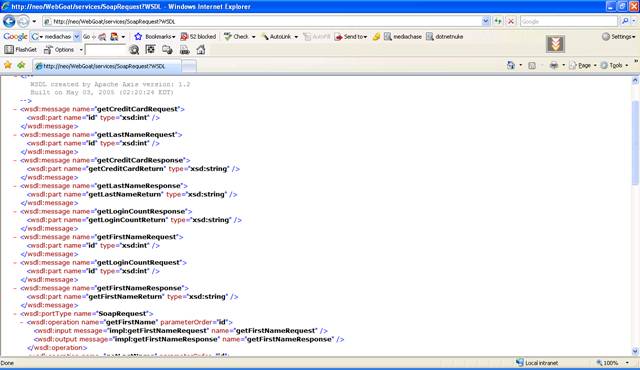 http://neo/WebGoat/services/SoapRequest?WSDL - Windows Internet Explorer
http://neo/WebGoat/services/SoapRequest?WSDL
Google
Google mediachase Go Bookmarks 52 blocked Check AutoLink AutoFill Send to mediachase dotnetnuke Settings
FlashGet Options
http://neo/WebGoat/services/SoapRequest?WSDL Page Tools
<!--
WSDL created by Apache Axis version: 1.2
Built on May 03, 2005 (02:20:24 EDT)
-->
- <wsdl:message name="getCreditCardRequest">
<wsdl:part name="id" type="xsd:int" />
</wsdl:message>
- <wsdl:message name="getLastNameRequest">
<wsdl:part name="id" type="xsd:int" />
</wsdl:message>
- <wsdl:message name="getCreditCardResponse">
<wsdl:part name="getCreditCardReturn" type="xsd:string" />
</wsdl:message>
- <wsdl:message name="getLastNameResponse">
<wsdl:part name="getLastNameReturn" type="xsd:string" />
</wsdl:message>
- <wsdl:message name="getLoginCountResponse">
<wsdl:part name="getLoginCountReturn" type="xsd:string" />
</wsdl:message>
- <wsdl:message name="getFirstNameRequest">
<wsdl:part name="id" type="xsd:int" />
</wsdl:message>
- <wsdl:message name="getLoginCountRequest">
<wsdl:part name="id" type="xsd:int" />
</wsdl:message>
- <wsdl:message name="getFirstNameResponse">
<wsdl:part name="getFirstNameReturn" type="xsd:string" />
</wsdl:message>
- <wsdl:portType name="SoapRequest">
- <wsdl:operation name="getFirstName" parameterOrder="id">
<wsdl:input message="impl:getFirstNameRequest" name="getFirstNameRequest" />
<wsdl:output message="impl:getFirstNameResponse" name="getFirstNameResponse" />
</wsdl:operation>
- <wsdl:operation name="getLastName" parameterOrder="id">
Done Local intranet 100%